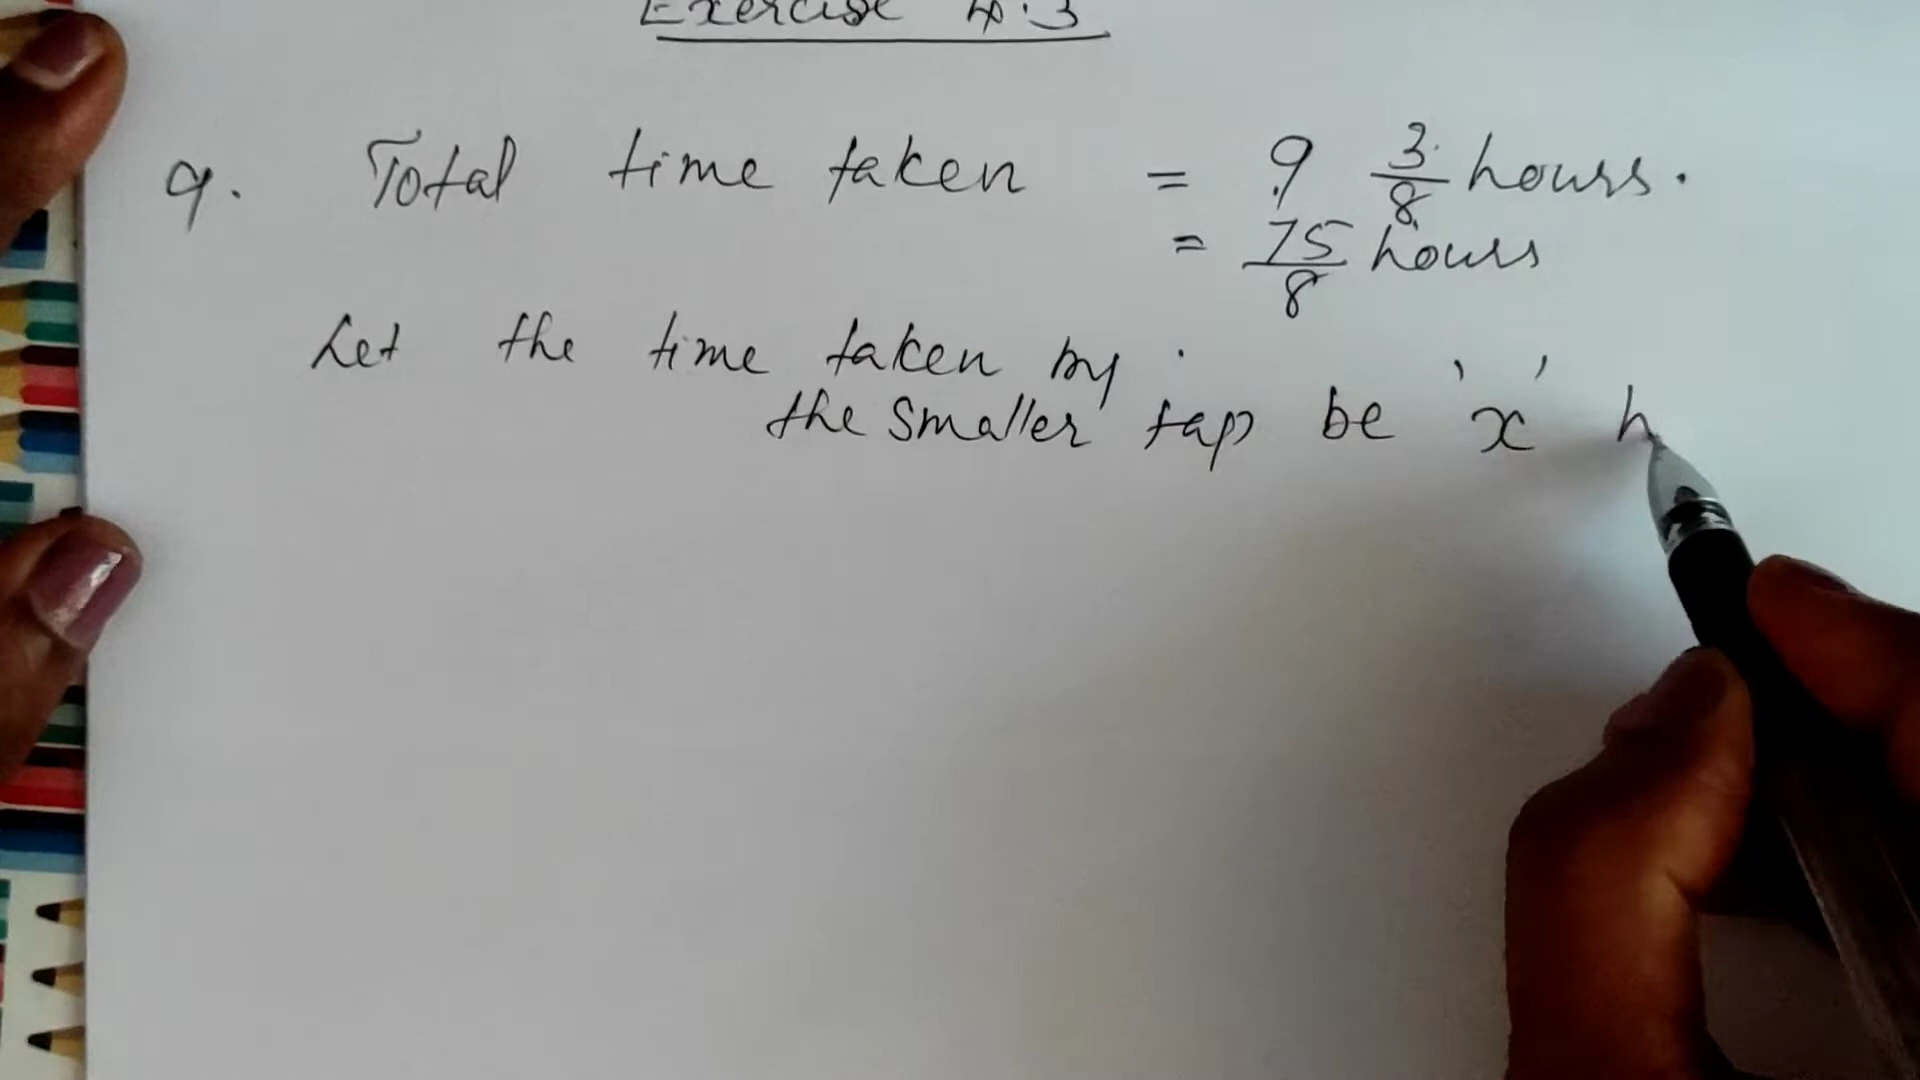 Exercise 4.3
9. Total time taken = 9 3/8 hours.
= 75/8 hours
Let the time taken by
the smaller tap be 'x' h